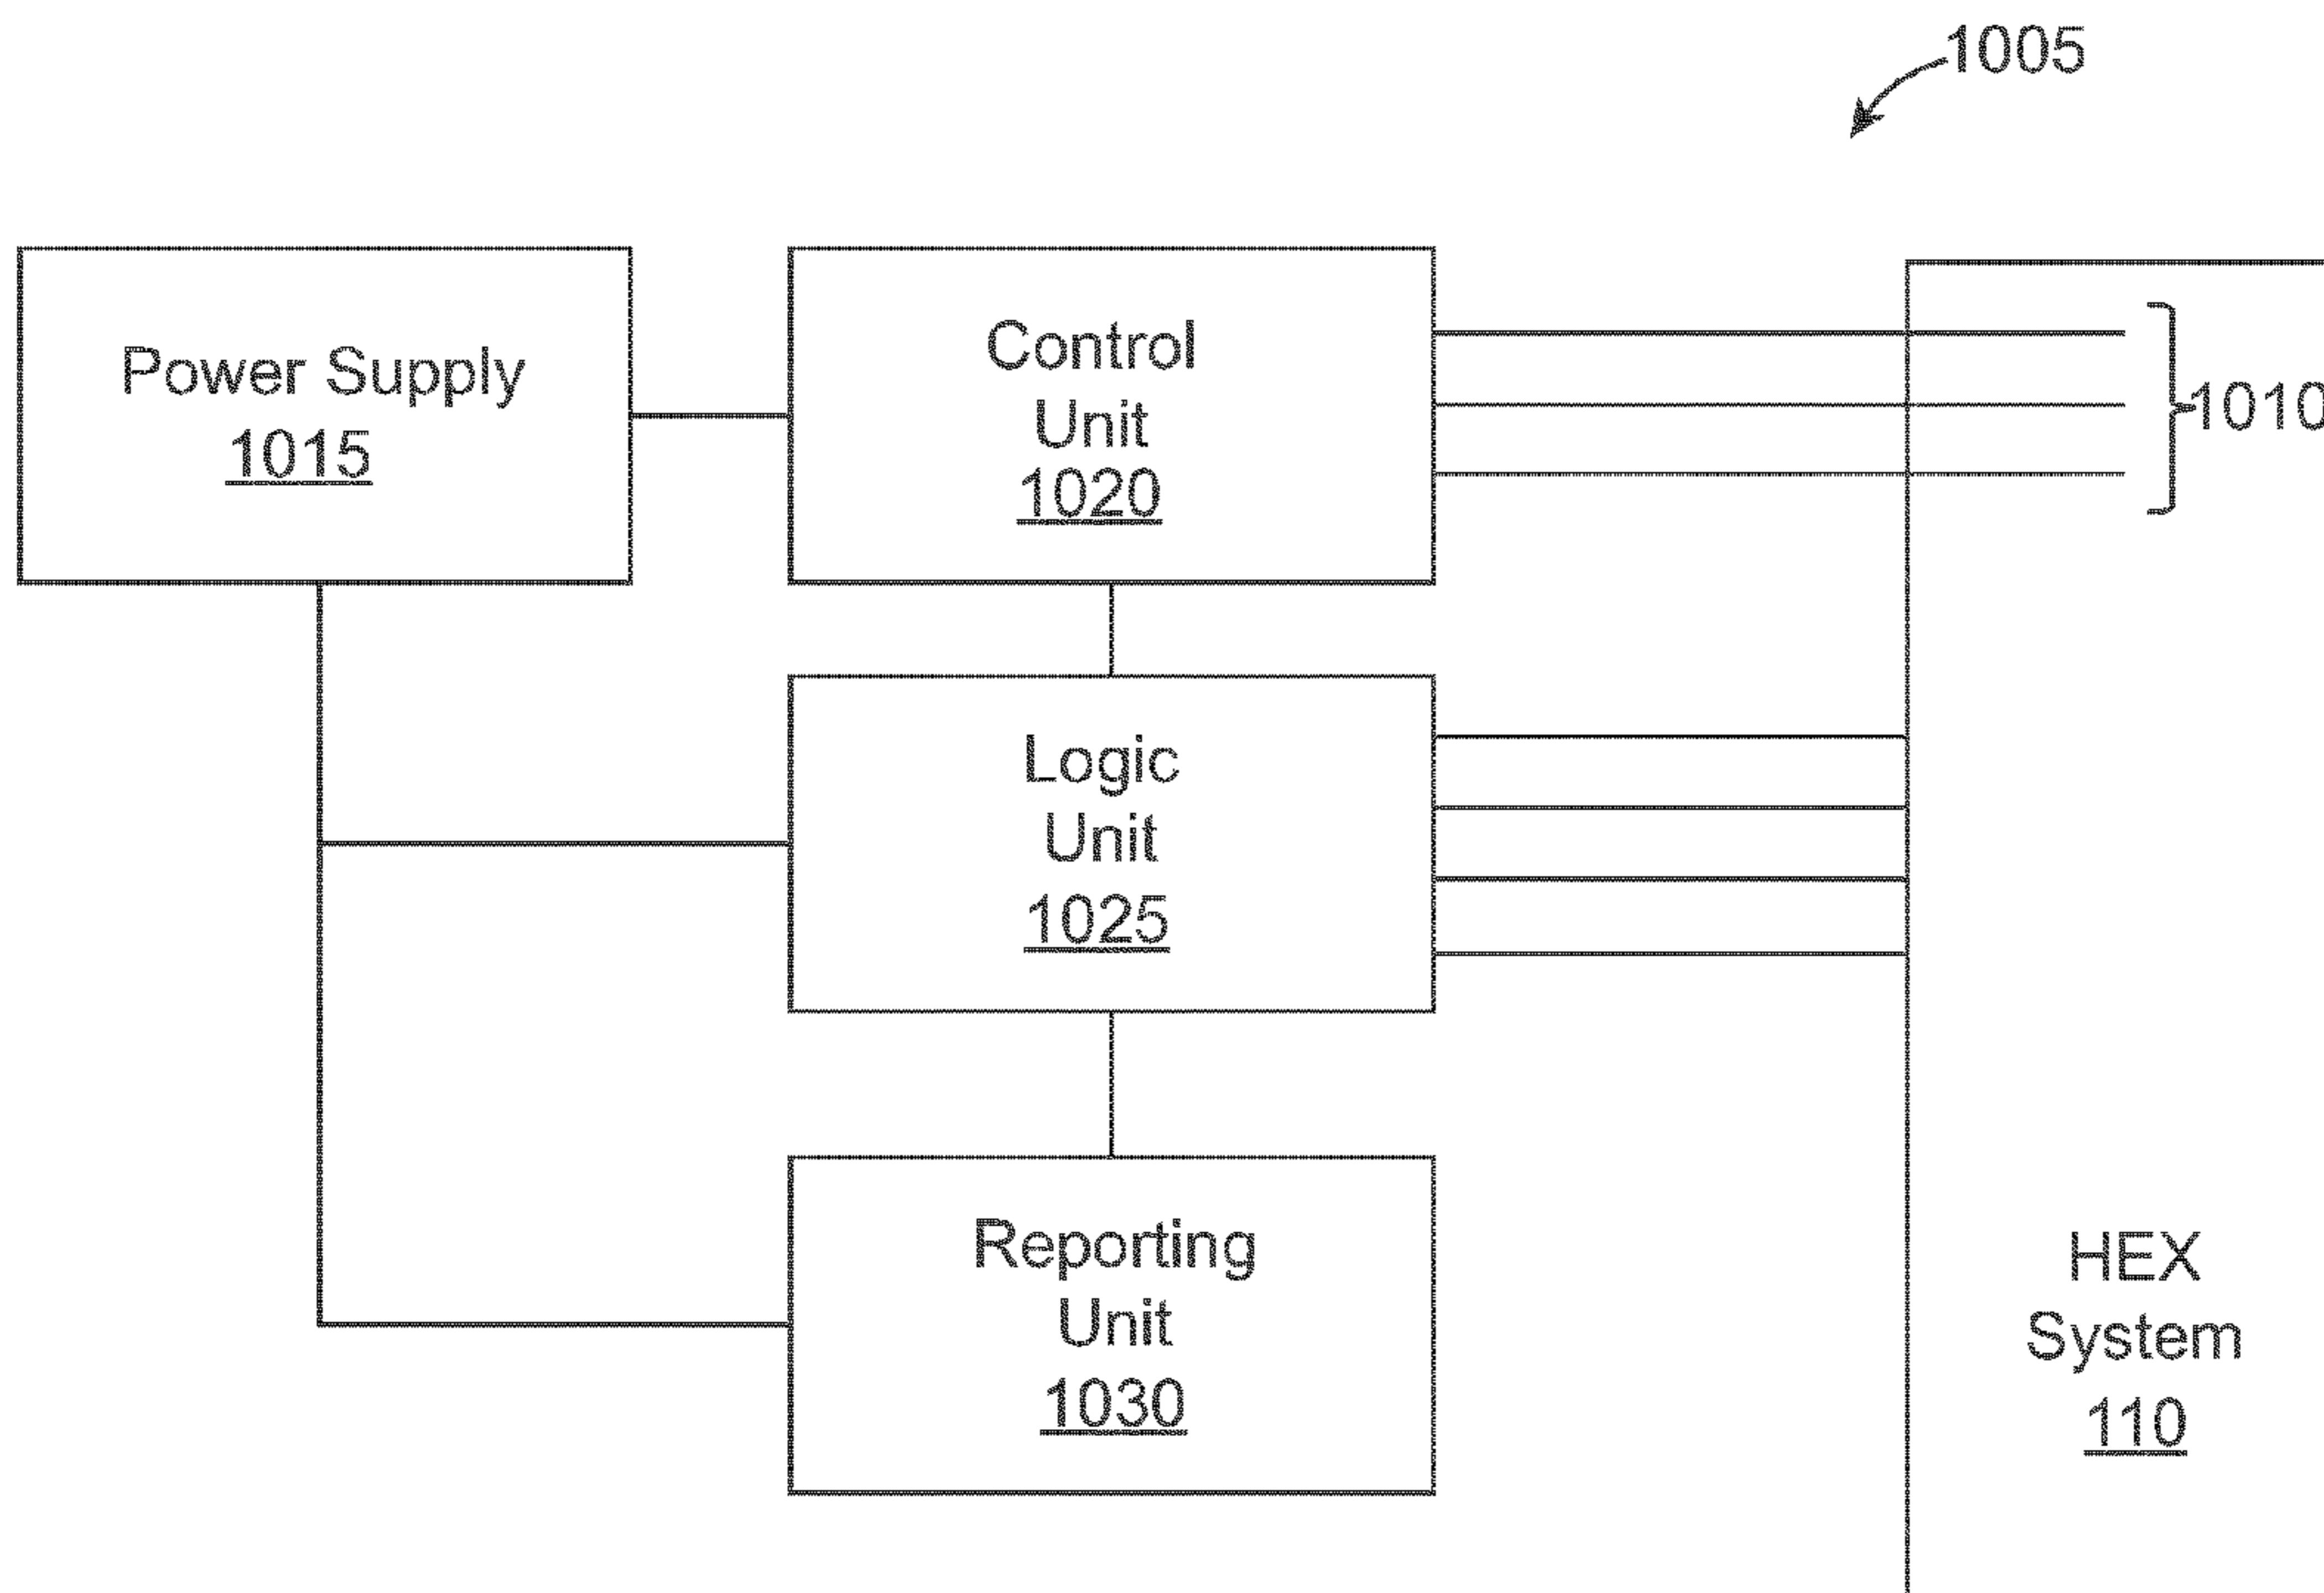 1005
Power Supply
1015
Control
Unit
1020
1010
Logic
Unit
1025
Reporting
Unit
1030
HEX
System
110